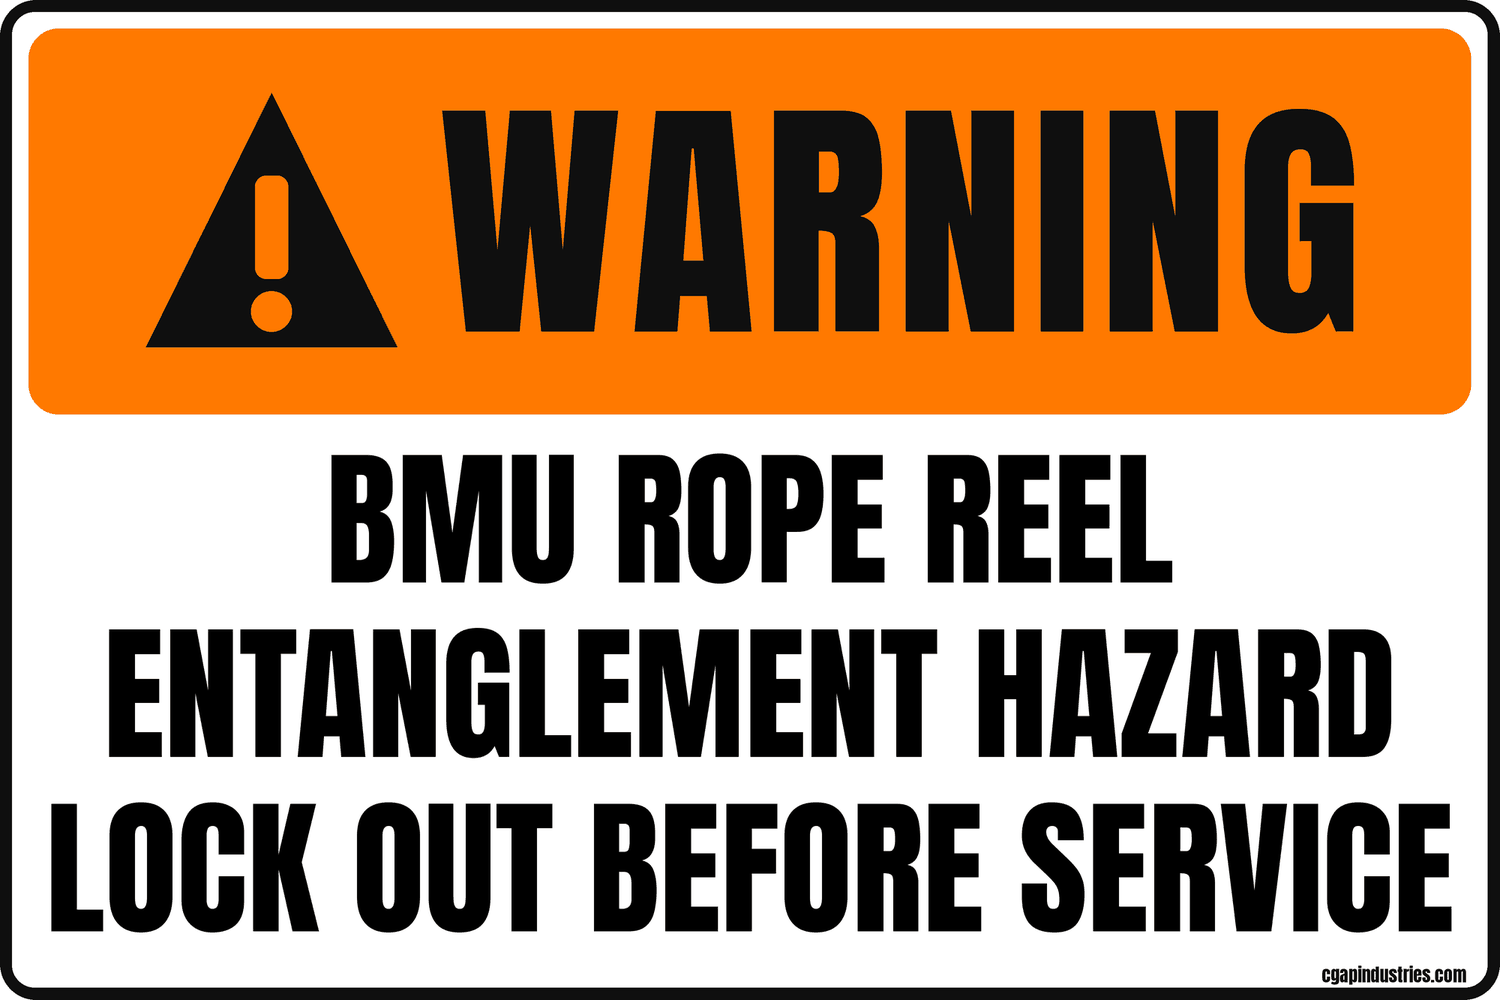 WARNING
BMU ROPE REEL
ENTANGLEMENT HAZARD
LOCK OUT BEFORE SERVICE
cgapindustries.com